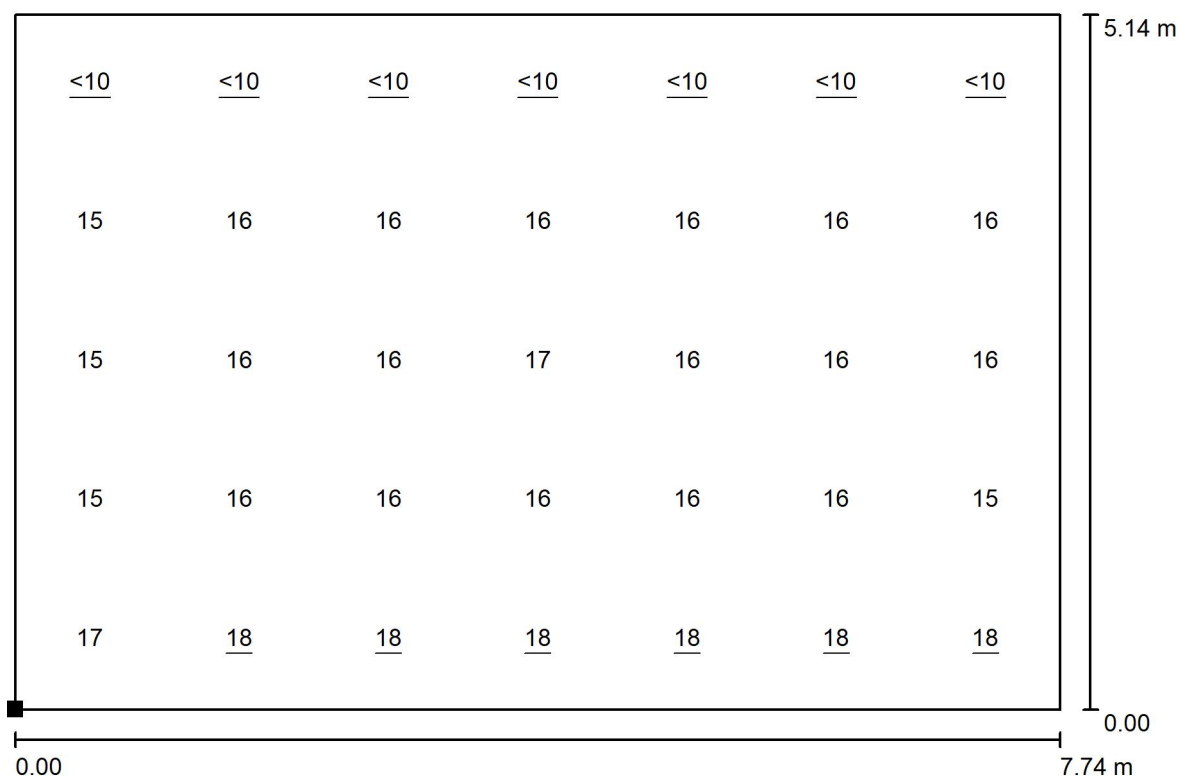 5.14 m
<10 <10 <10 <10 <10 <10 <10
15 16 16 16 16 16 16
15 16 16 17 16 16 16
15 16 16 16 16 16 15
17 18 18 18 18 18 18
0.00
0.00 7.74 m